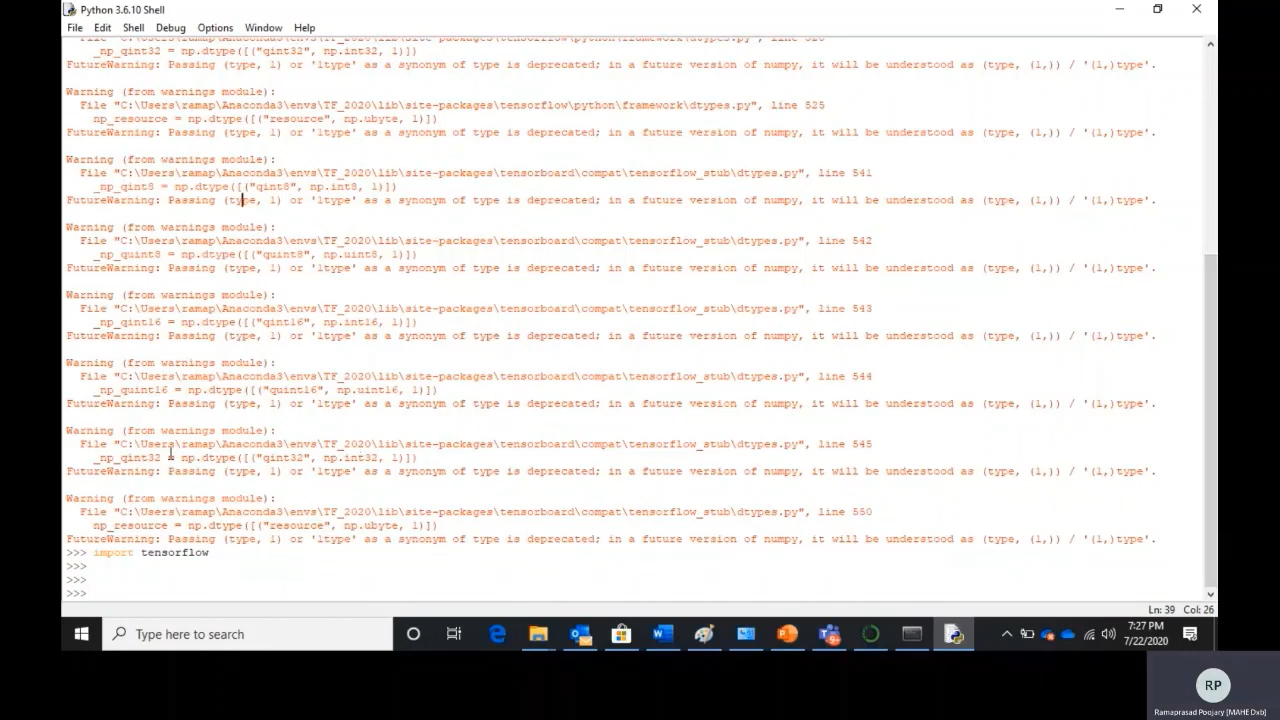 Python 3.6.10 Shell
File Edit Shell Debug Options Window Help
_np_qint32 = np.dtype([("qint32", np.int32, 1)])
FutureWarning: Passing (type, 1) or '1type' as a synonym of type is deprecated; in a future version of numpy, it will be understood as (type, (1,)) / '(1,)type'.
Warning (from warnings module):
File "C:\Users\ramap\Anaconda3\envs\TF_2020\lib\site-packages\tensorflow\python\framework\dtypes.py", line 525
np_resource = np.dtype([("resource", np.ubyte, 1)])
FutureWarning: Passing (type, 1) or '1type' as a synonym of type is deprecated; in a future version of numpy, it will be understood as (type, (1,)) / '(1,)type'.
Warning (from warnings module):
File "C:\Users\ramap\Anaconda3\envs\TF_2020\lib\site-packages\tensorboard\compat\tensorflow_stub\dtypes.py", line 541
_np_qint8 = np.dtype([("qint8", np.int8, 1)])
FutureWarning: Passing (type, 1) or '1type' as a synonym of type is deprecated; in a future version of numpy, it will be understood as (type, (1,)) / '(1,)type'.
Warning (from warnings module):
File "C:\Users\ramap\Anaconda3\envs\TF_2020\lib\site-packages\tensorboard\compat\tensorflow_stub\dtypes.py", line 542
_np_quint8 = np.dtype([("quint8", np.uint8, 1)])
FutureWarning: Passing (type, 1) or '1type' as a synonym of type is deprecated; in a future version of numpy, it will be understood as (type, (1,)) / '(1,)type'.
Warning (from warnings module):
File "C:\Users\ramap\Anaconda3\envs\TF_2020\lib\site-packages\tensorboard\compat\tensorflow_stub\dtypes.py", line 543
_np_qint16 = np.dtype([("qint16", np.int16, 1)])
FutureWarning: Passing (type, 1) or '1type' as a synonym of type is deprecated; in a future version of numpy, it will be understood as (type, (1,)) / '(1,)type'.
Warning (from warnings module):
File "C:\Users\ramap\Anaconda3\envs\TF_2020\lib\site-packages\tensorboard\compat\tensorflow_stub\dtypes.py", line 544
_np_quint16 = np.dtype([("quint16", np.uint16, 1)])
FutureWarning: Passing (type, 1) or '1type' as a synonym of type is deprecated; in a future version of numpy, it will be understood as (type, (1,)) / '(1,)type'.
Warning (from warnings module):
File "C:\Users\ramap\Anaconda3\envs\TF_2020\lib\site-packages\tensorboard\compat\tensorflow_stub\dtypes.py", line 545
_np_qint32 = np.dtype([("qint32", np.int32, 1)])
FutureWarning: Passing (type, 1) or '1type' as a synonym of type is deprecated; in a future version of numpy, it will be understood as (type, (1,)) / '(1,)type'.
Warning (from warnings module):
File "C:\Users\ramap\Anaconda3\envs\TF_2020\lib\site-packages\tensorboard\compat\tensorflow_stub\dtypes.py", line 550
np_resource = np.dtype([("resource", np.ubyte, 1)])
FutureWarning: Passing (type, 1) or '1type' as a synonym of type is deprecated; in a future version of numpy, it will be understood as (type, (1,)) / '(1,)type'.
>>> import tensorflow
>>>
>>>
>>>
Ln: 39 Col: 26
Type here to search
7:27 PM
7/22/2020
RP
Ramaprasad Poojary [MAHE Dxb]